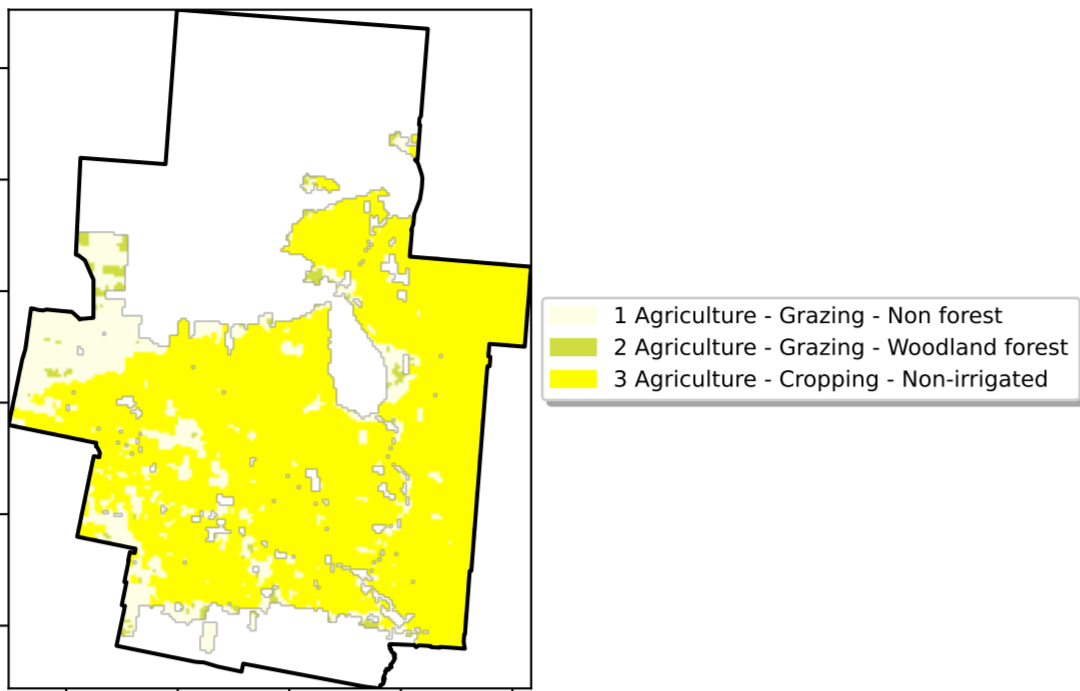 1 Agriculture - Grazing - Non forest
2 Agriculture - Grazing - Woodland forest
3 Agriculture - Cropping - Non-irrigated